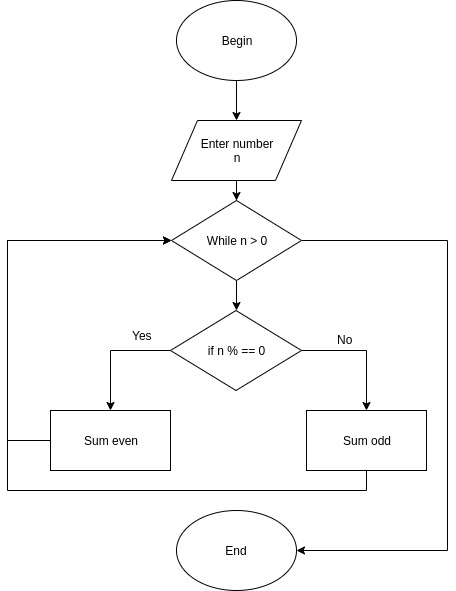 Begin
Enter number
n
While n > 0
if n % == 0
Yes
No
Sum even
Sum odd
End